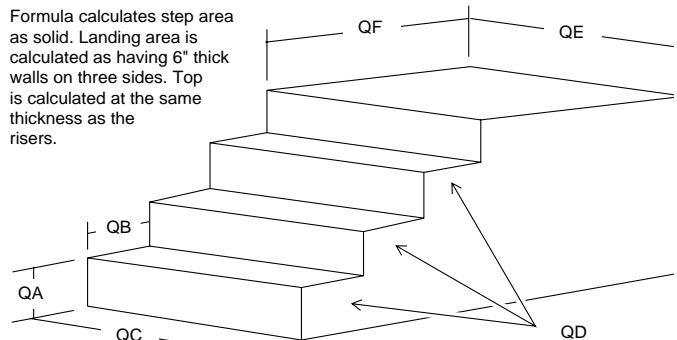 Formula calculates step area
as solid. Landing area is
calculated as having 6" thick
walls on three sides. Top
is calculated at the same
thickness as the
risers.
QF
QE
QB
QA
QC
QD